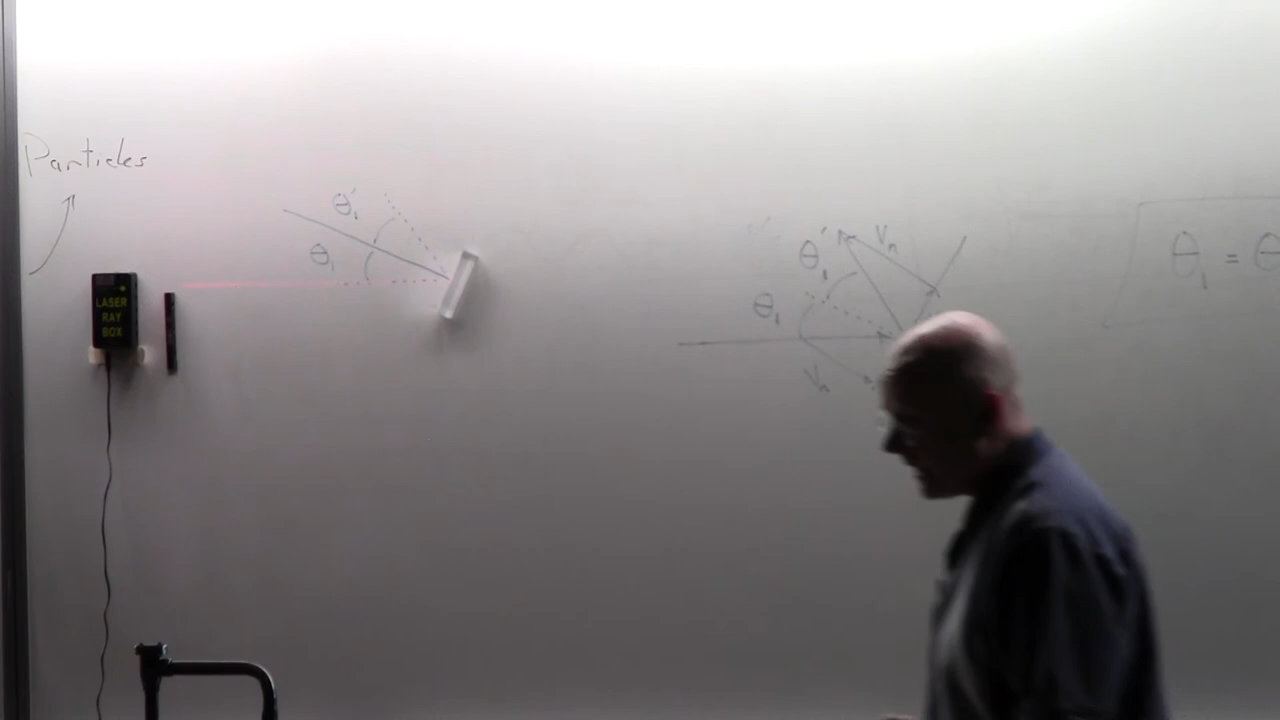 Particles
LASER
RAY
BOX
θ₁'
θ₁
θ₁'
Vₙ
θ₁
Vₙ
θ₁ = θ